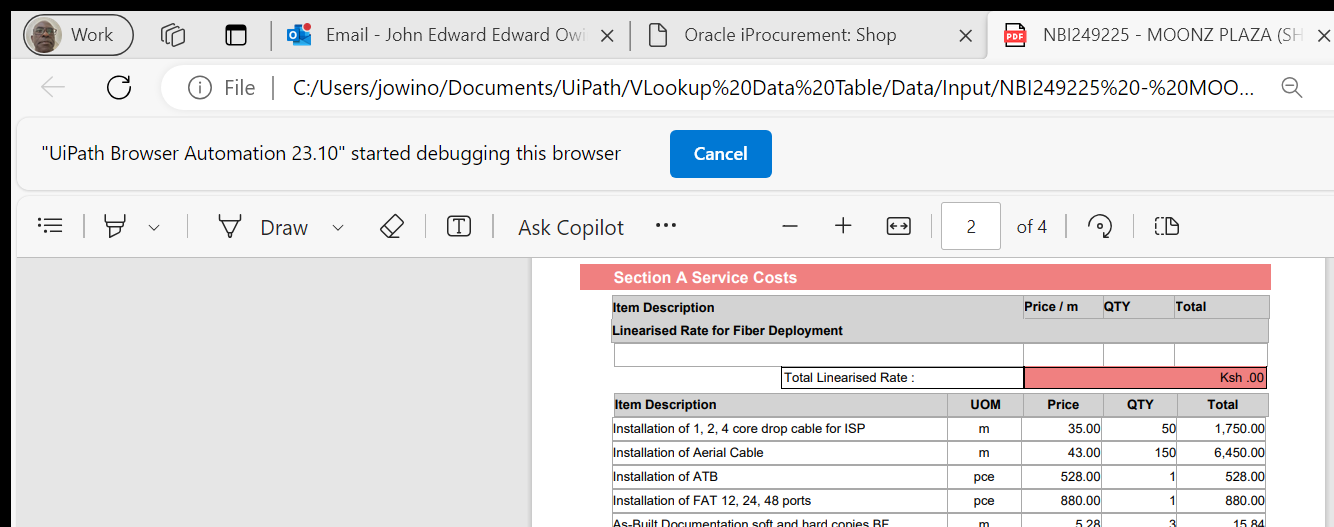 Work
Email - John Edward Edward Owi
Oracle iProcurement: Shop
PDF
NBI249225 - MOONZ PLAZA (SH
File
C:/Users/jowino/Documents/UiPath/VLookup%20Data%20Table/Data/Input/NBI249225%20-%20MOO...
"UiPath Browser Automation 23.10" started debugging this browser
Cancel
Draw
T
Ask Copilot
2 of 4
Section A Service Costs
Item Description Price / m QTY Total
Linearised Rate for Fiber Deployment
Total Linearised Rate : Ksh .00
Item Description UOM Price QTY Total
Installation of 1, 2, 4 core drop cable for ISP m 35.00 50 1,750.00
Installation of Aerial Cable m 43.00 150 6,450.00
Installation of ATB pce 528.00 1 528.00
Installation of FAT 12, 24, 48 ports pce 880.00 1 880.00
As-Built Documentation soft and hard copies BE m 5.28 3 15.84